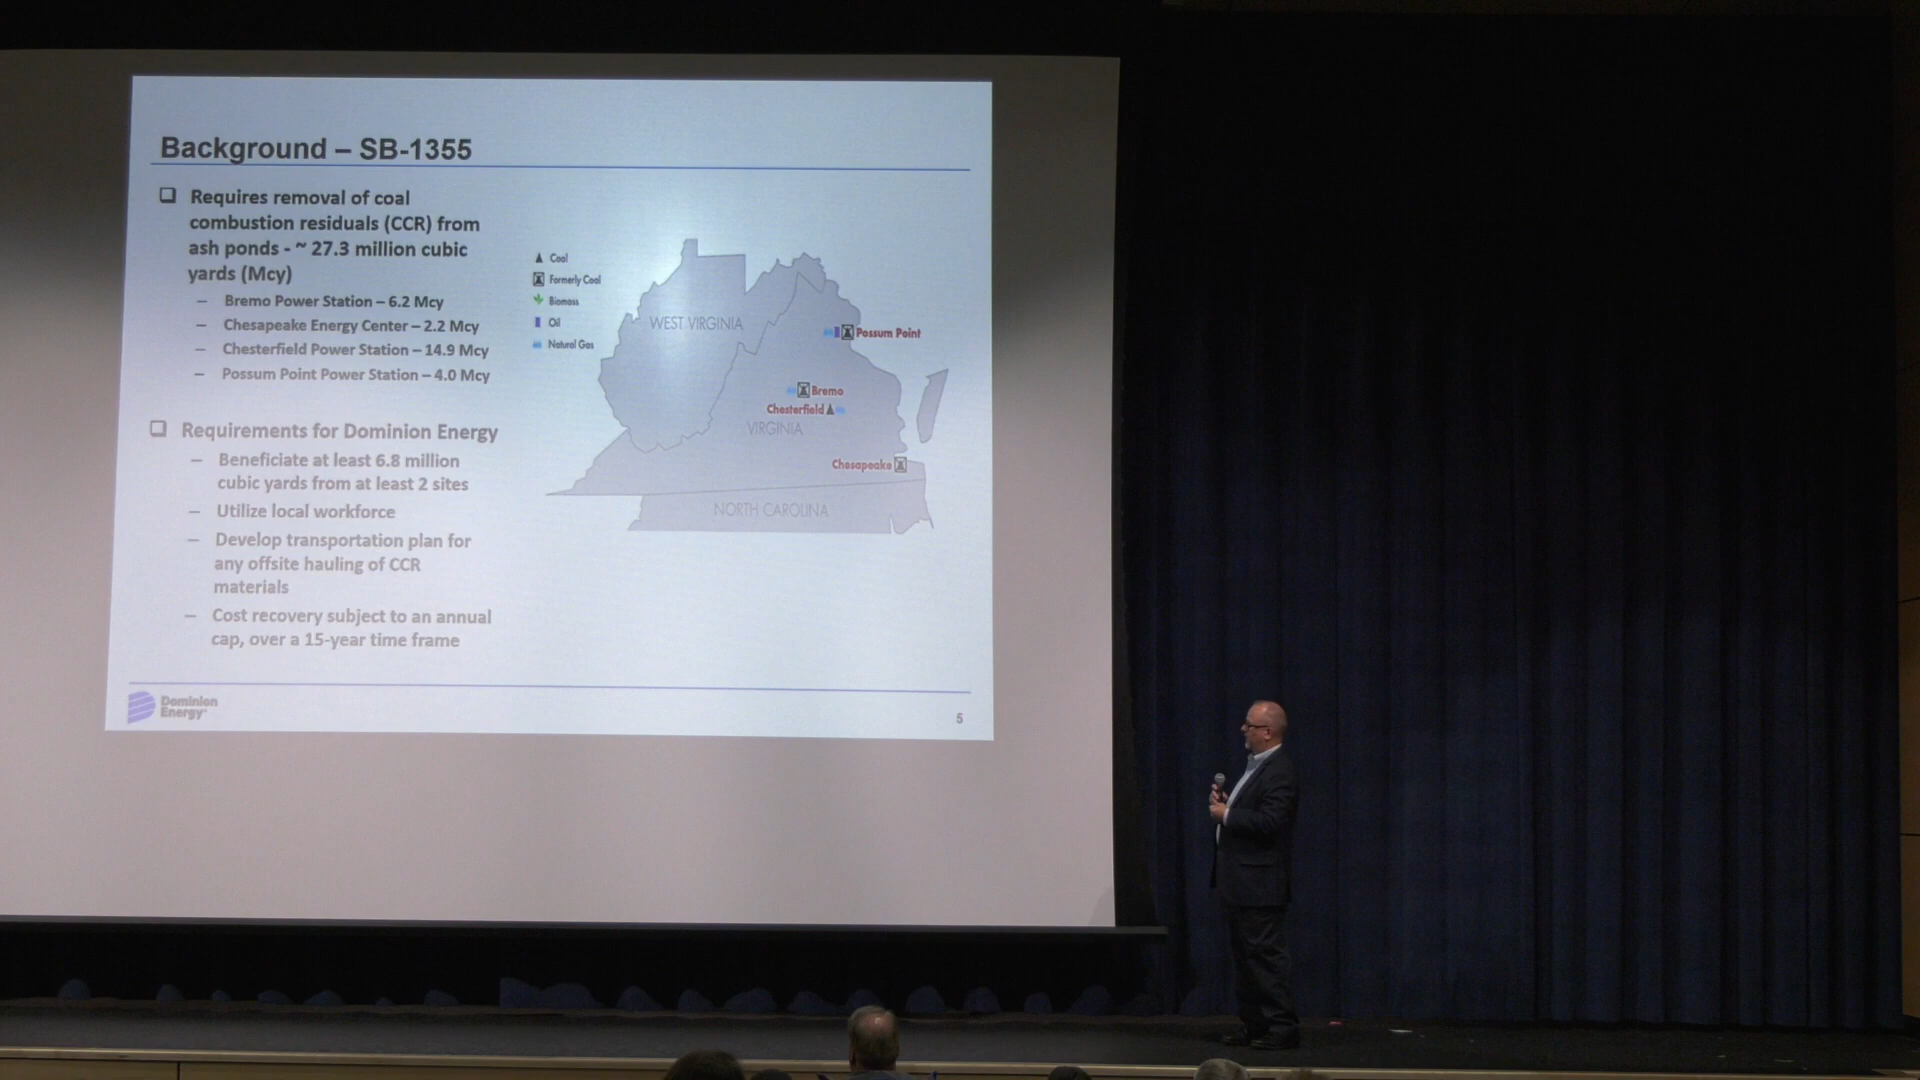 Background – SB-1355
❑ Requires removal of coal
combustion residuals (CCR) from
ash ponds - ~ 27.3 million cubic
yards (Mcy)
– Bremo Power Station – 6.2 Mcy
– Chesapeake Energy Center – 2.2 Mcy
– Chesterfield Power Station – 14.9 Mcy
– Possum Point Power Station – 4.0 Mcy
❑ Requirements for Dominion Energy
– Beneficiate at least 6.8 million
cubic yards from at least 2 sites
– Utilize local workforce
– Develop transportation plan for
any offsite hauling of CCR
materials
– Cost recovery subject to an annual
cap, over a 15-year time frame
Coal
Formerly Coal
Biomass
Oil
Natural Gas
WEST VIRGINIA
Possum Point
Bremo
Chesterfield
VIRGINIA
Chesapeake
NORTH CAROLINA
Dominion
Energy
5